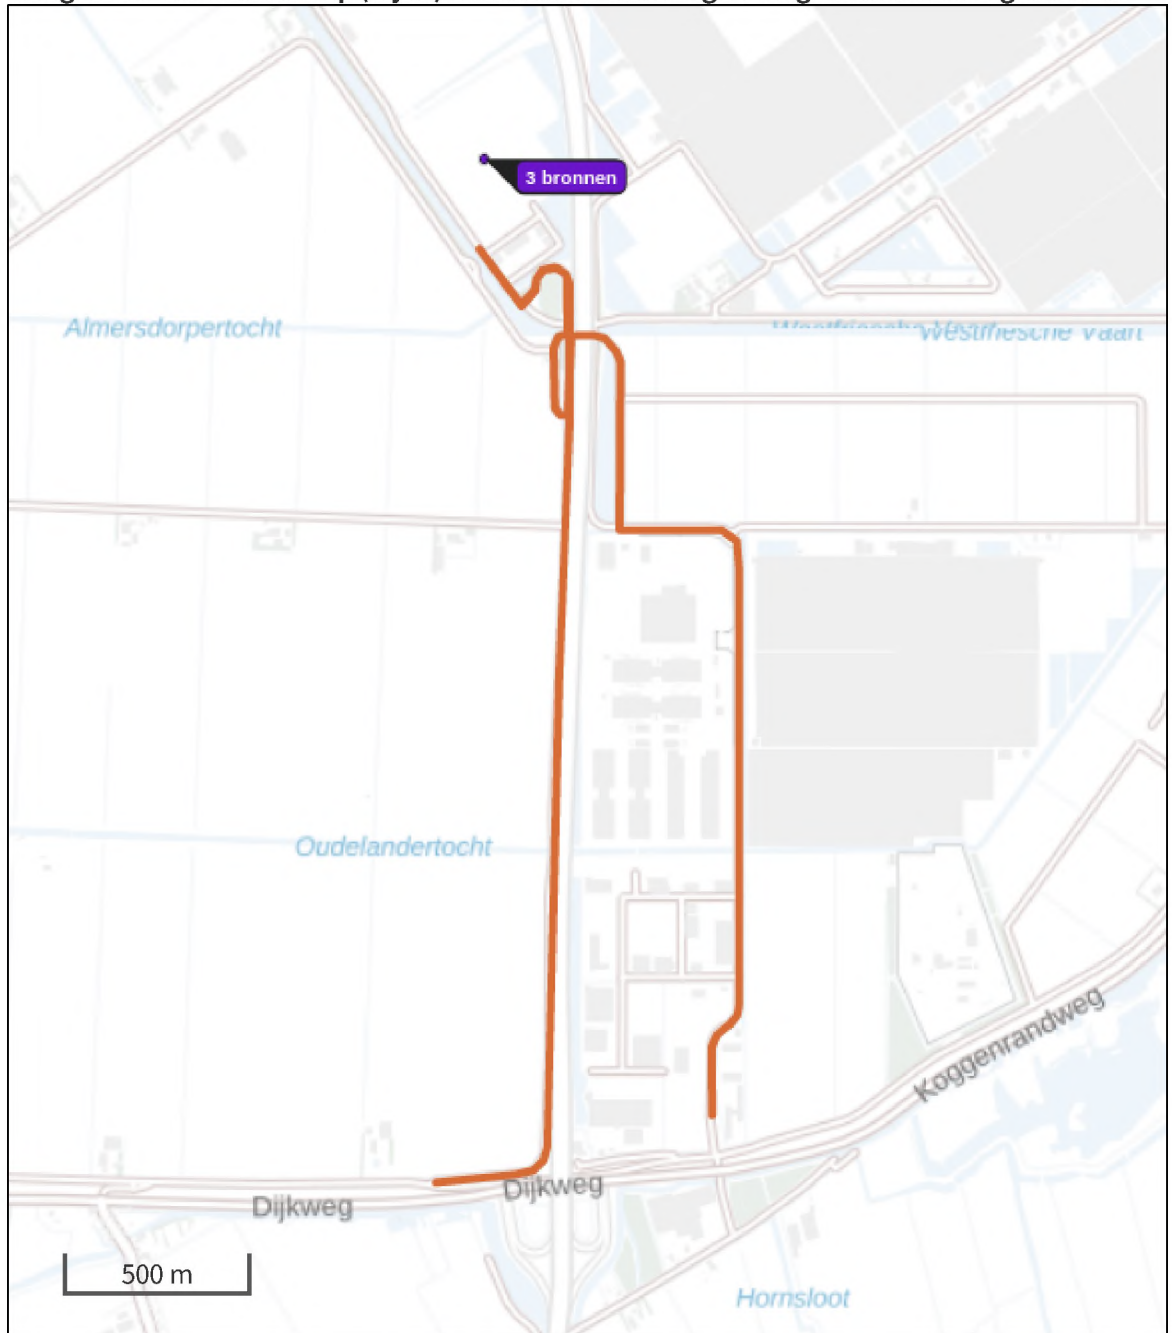 3 bronnen
Almersdorpertocht
Westfriesche Vaart
Oudelandertocht
Koggenrandweg
Dijkweg
Dijkweg
500 m
Hornsloot